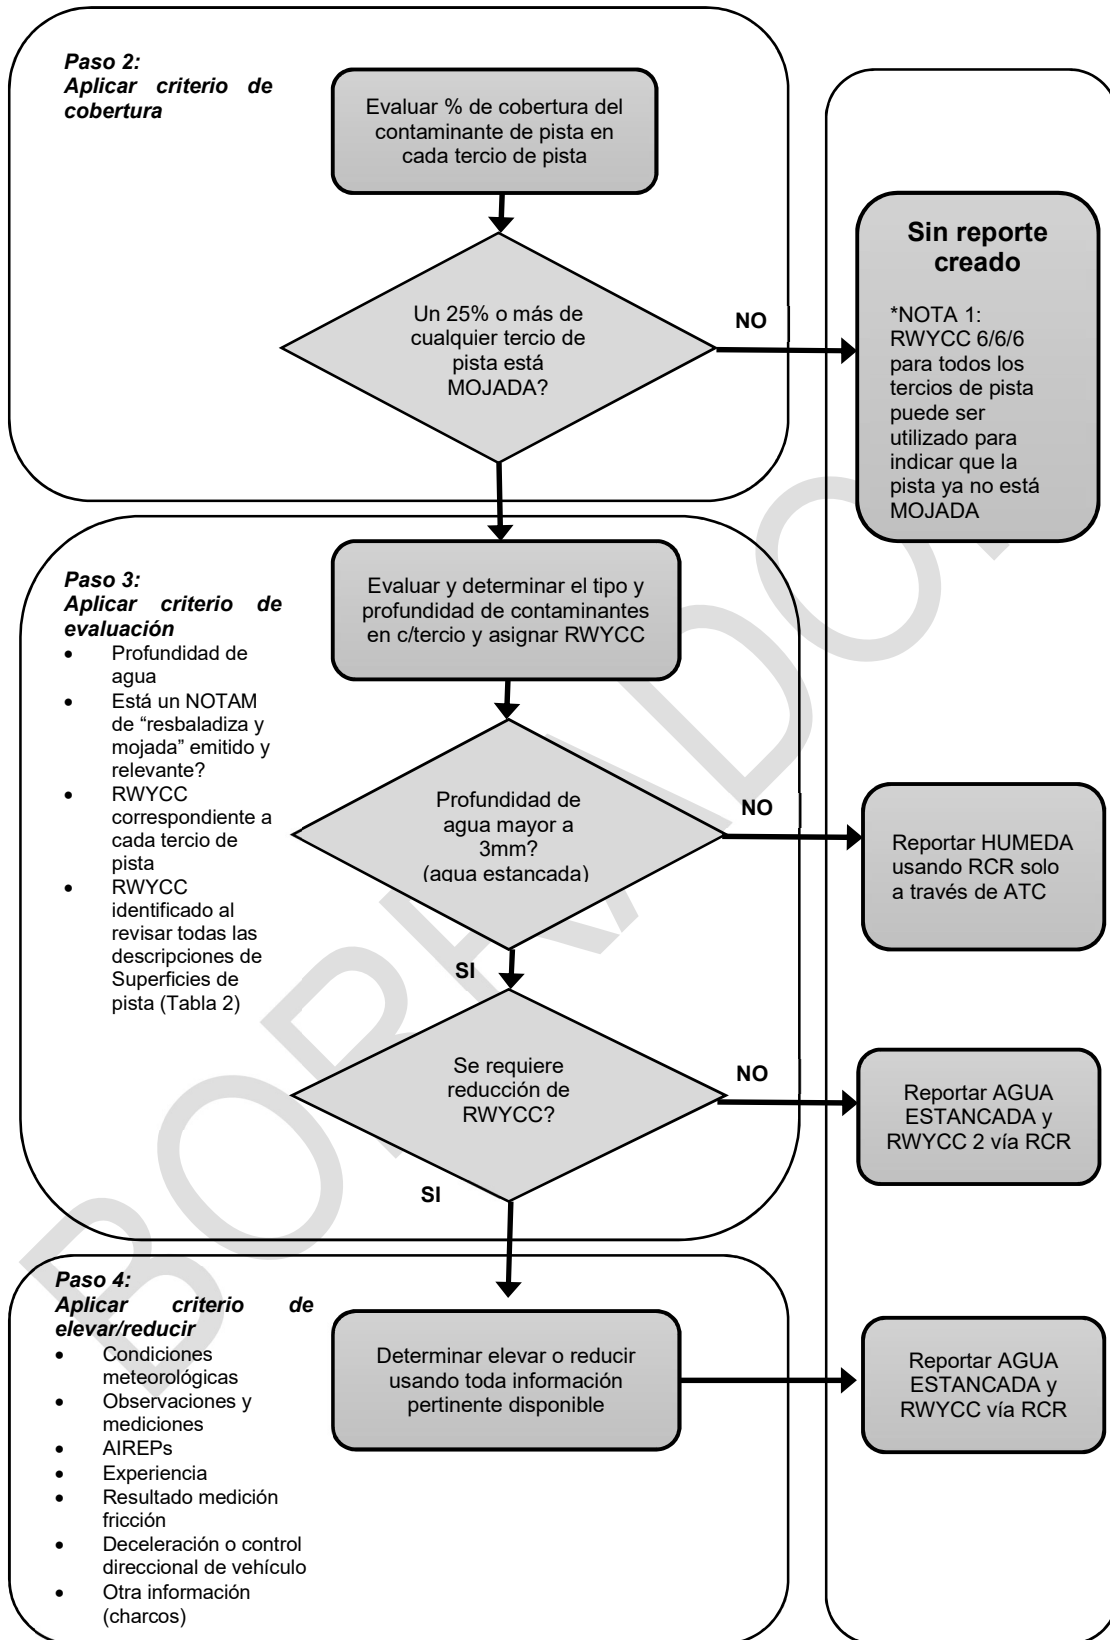 Paso 2:
Aplicar criterio de
cobertura
Evaluar % de cobertura del
contaminante de pista en
cada tercio de pista
Un 25% o más de
cualquier tercio de
pista está
MOJADA?
NO
Sin reporte
creado
*NOTA 1:
RWYCC 6/6/6
para todos los
tercios de pista
puede ser
utilizado para
indicar que la
pista ya no está
MOJADA
Paso 3:
Aplicar criterio de
evaluación
• Profundidad de
agua
• Está un NOTAM
de “resbaladiza y
mojada” emitido y
relevante?
• RWYCC
correspondiente a
cada tercio de
pista
• RWYCC
identificado al
revisar todas las
descripciones de
Superficies de
pista (Tabla 2)
Evaluar y determinar el tipo y
profundidad de contaminantes
en c/tercio y asignar RWYCC
Profundidad de
agua mayor a
3mm?
(agua estancada)
NO
Reportar HUMEDA
usando RCR solo
a través de ATC
SI
Se requiere
reducción de
RWYCC?
NO
Reportar AGUA
ESTANCADA y
RWYCC 2 vía RCR
SI
Paso 4:
Aplicar criterio de
elevar/reducir
• Condiciones
meteorológicas
• Observaciones y
mediciones
• AIREPs
• Experiencia
• Resultado medición
fricción
• Deceleración o control
direccional de vehículo
• Otra información
(charcos)
Determinar elevar o reducir
usando toda información
pertinente disponible
Reportar AGUA
ESTANCADA y
RWYCC vía RCR
BORRADOR